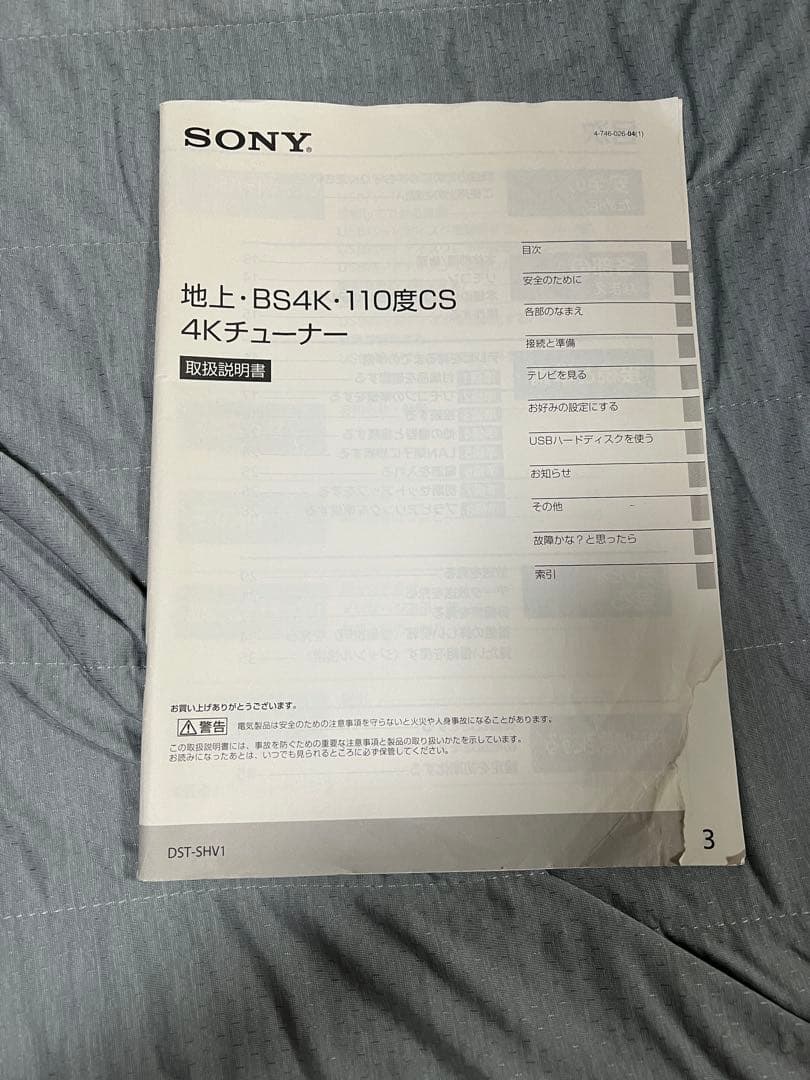 SONY®
4-746-026-04(1)
地上・BS4K・110度CS
4Kチューナー
取扱説明書
目次
安全のために
各部のなまえ
接続と準備
テレビを見る
お好みの設定にする
USBハードディスクを使う
お知らせ
その他
故障かな？と思ったら
索引
お買い上げありがとうございます。
警告 電気製品は安全のための注意事項を守らないと火災や人身事故になることがあります。
この取扱説明書には、事故を防ぐための重要な注意事項と製品の取り扱いかたを示しています。
お読みになったあとは、いつでも見られるところに必ず保管してください。
DST-SHV1
3